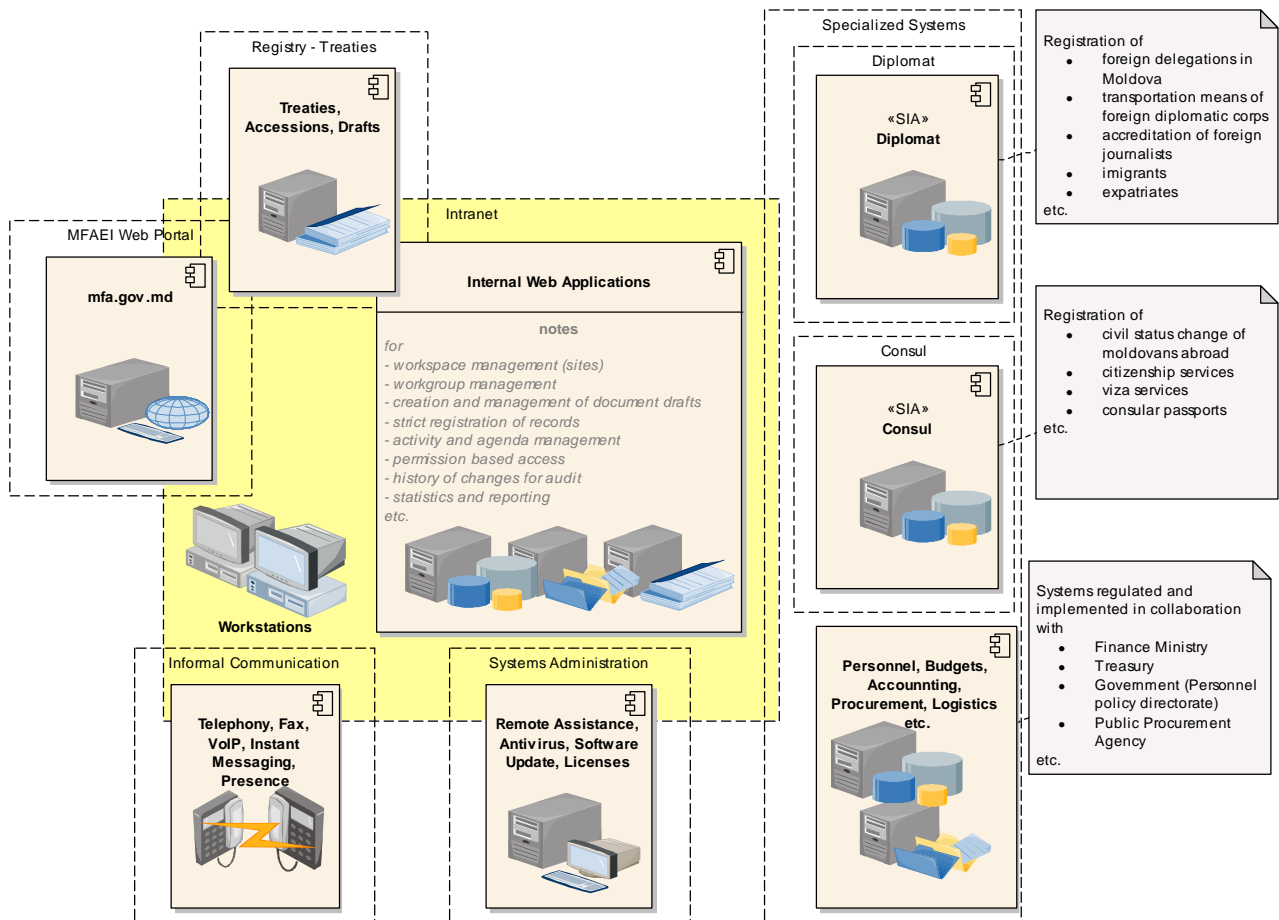 Registry - Treaties
Treaties,
Accessions, Drafts
MFAEI Web Portal
mfa.gov.md
Intranet
Internal Web Applications
notes
for
- workspace management (sites)
- workgroup management
- creation and management of document drafts
- strict registration of records
- activity and agenda management
- permission based access
- history of changes for audit
- statistics and reporting
etc.
Workstations
Informal Communication
Telephony, Fax,
VoIP, Instant
Messaging,
Presence
Systems Administration
Remote Assistance,
Antivirus, Software
Update, Licenses
Specialized Systems
Diplomat
«SIA»
Diplomat
Consul
«SIA»
Consul
Personnel, Budgets,
Accounnting,
Procurement, Logistics
etc.
Registration of
• foreign delegations in
Moldova
• transportation means of
foreign diplomatic corps
• accreditation of foreign
journalists
• imigrants
• expatriates
etc.
Registration of
• civil status change of
moldovans abroad
• citizenship services
• viza services
• consular passports
etc.
Systems regulated and
implemented in collaboration
with
• Finance Ministry
• Treasury
• Government (Personnel
policy directorate)
• Public Procurement
Agency
etc.